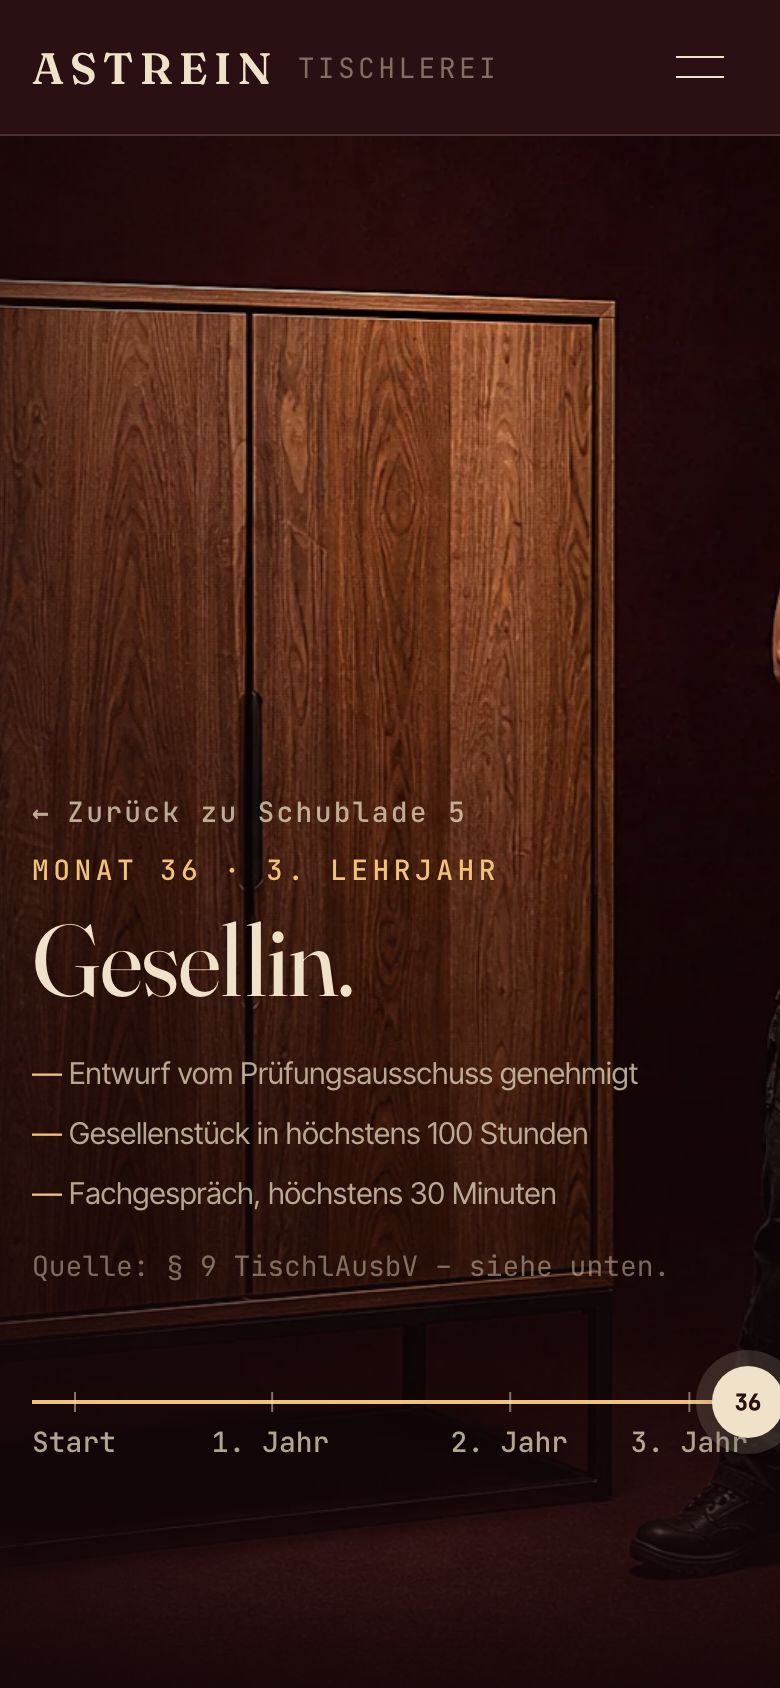 ASTREIN TISCHLEREI
← Zurück zu Schublade 5
MONAT 36 · 3. LEHRJAHR
Gesellin.
— Entwurf vom Prüfungsausschuss genehmigt
— Gesellenstück in höchstens 100 Stunden
— Fachgespräch, höchstens 30 Minuten
Quelle: § 9 TischlAusbV – siehe unten.
36
Start 1. Jahr 2. Jahr 3. Jahr